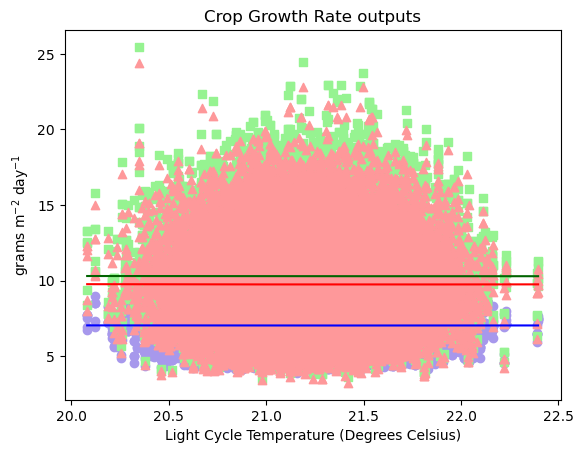 Crop Growth Rate outputs
grams m⁻² day⁻¹
25
20
15
10
5
20.0 20.5 21.0 21.5 22.0 22.5
Light Cycle Temperature (Degrees Celsius)